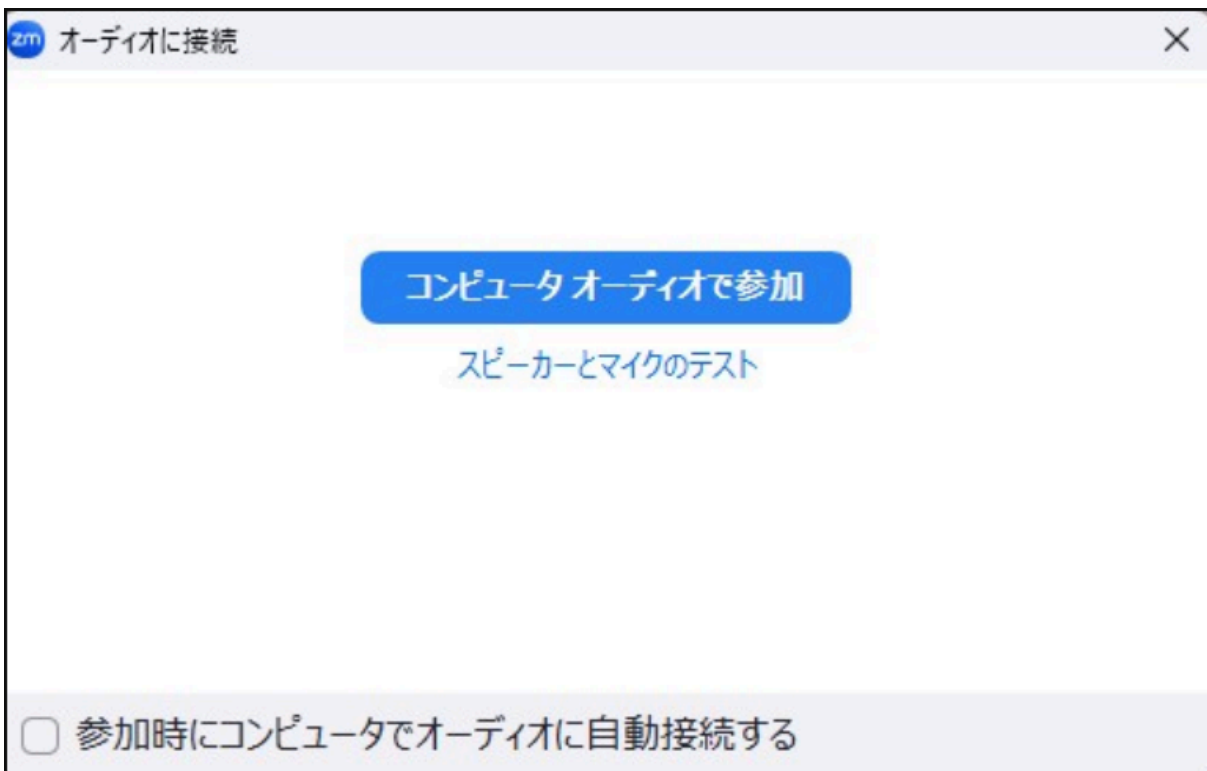 zm オーディオに接続
コンピュータ オーディオで参加
スピーカーとマイクのテスト
参加時にコンピュータでオーディオに自動接続する